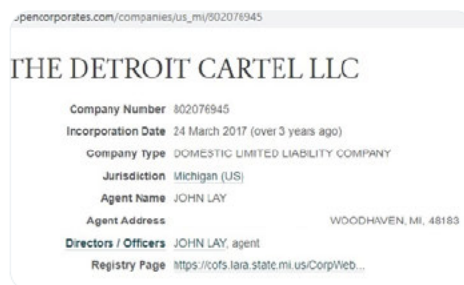 opencorporates.com/companies/us_mi/802076945
THE DETROIT CARTEL LLC
Company Number 802076945
Incorporation Date 24 March 2017 (over 3 years ago)
Company Type DOMESTIC LIMITED LIABILITY COMPANY
Jurisdiction Michigan (US)
Agent Name JOHN LAY
Agent Address WOODHAVEN, MI, 48183
Directors / Officers JOHN LAY, agent
Registry Page https://cofs.lara.state.mi.us/CorpWeb...